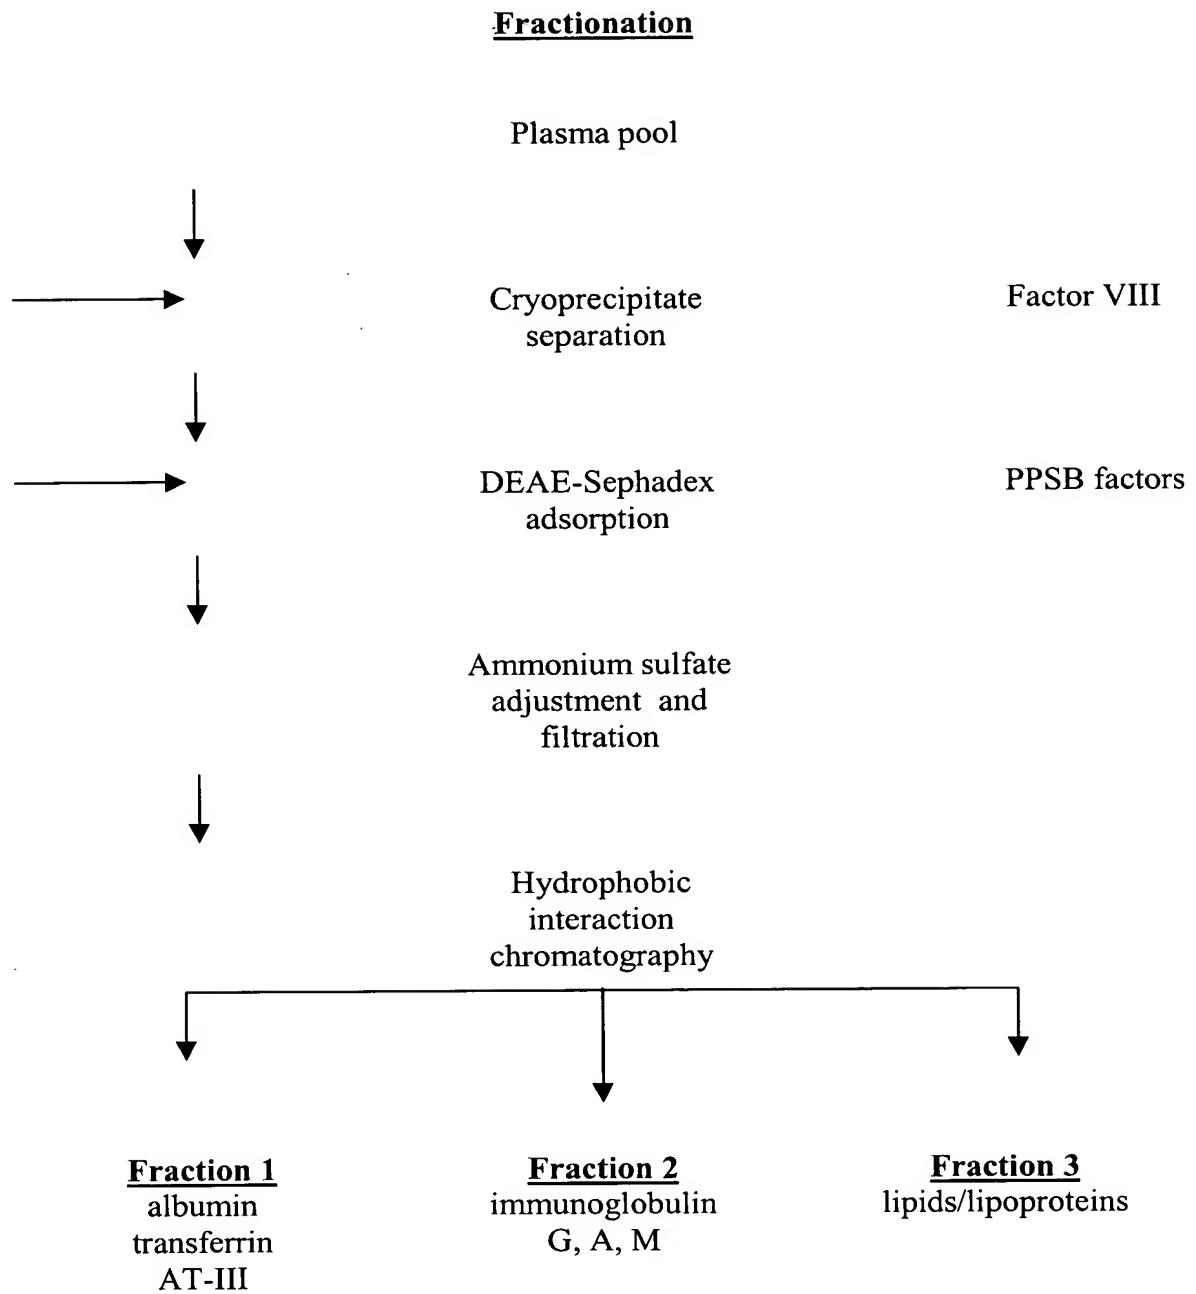 Fractionation
Plasma pool
Cryoprecipitate
separation
Factor VIII
DEAE-Sephadex
adsorption
PPSB factors
Ammonium sulfate
adjustment and
filtration
Hydrophobic
interaction
chromatography
Fraction 1
albumin
transferrin
AT-III
Fraction 2
immunoglobulin
G, A, M
Fraction 3
lipids/lipoproteins